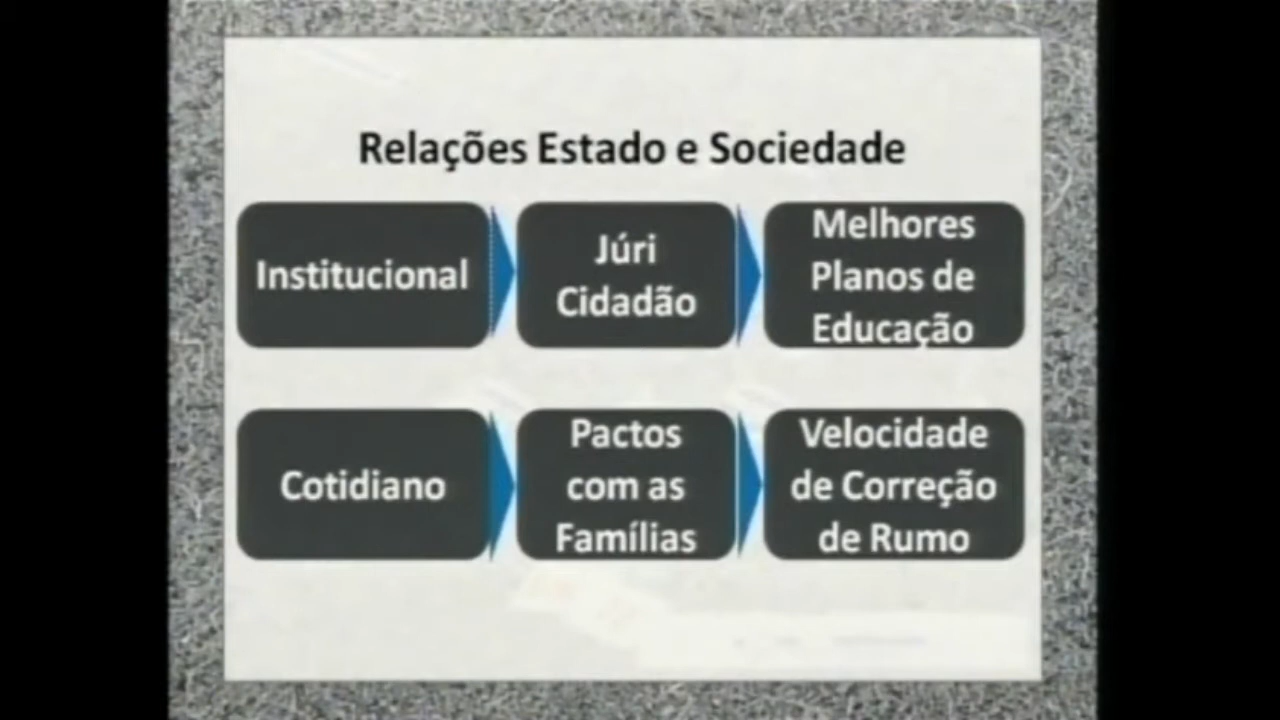 Relações Estado e Sociedade
Institucional
Júri
Cidadão
Melhores
Planos de
Educação
Cotidiano
Pactos
com as
Famílias
Velocidade
de Correção
de Rumo